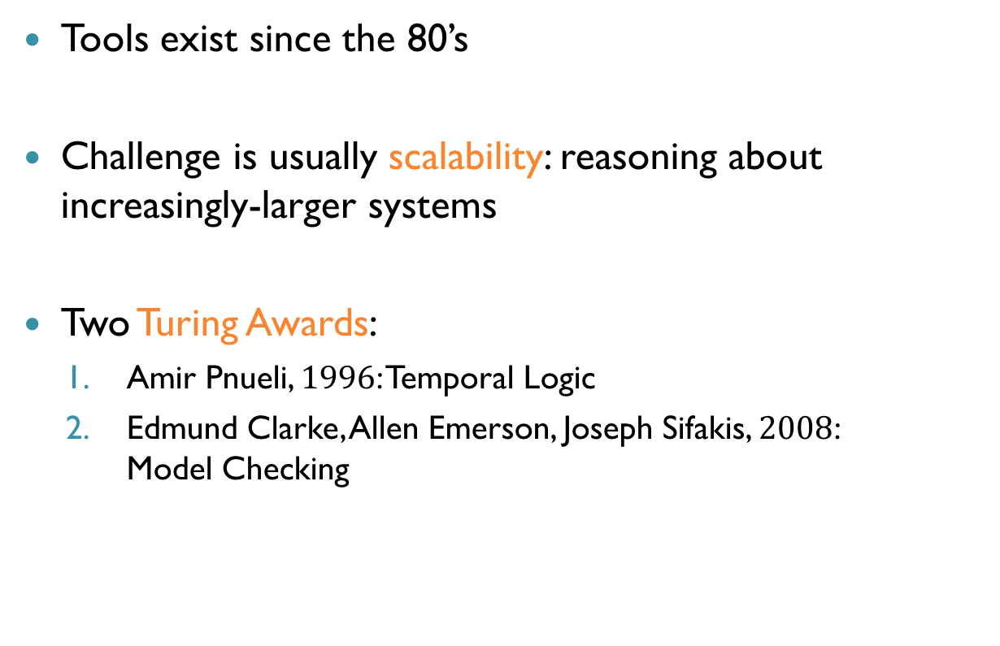 • Tools exist since the 80’s
• Challenge is usually scalability: reasoning about
increasingly-larger systems
• Two Turing Awards:
1. Amir Pnueli, 1996: Temporal Logic
2. Edmund Clarke, Allen Emerson, Joseph Sifakis, 2008:
Model Checking